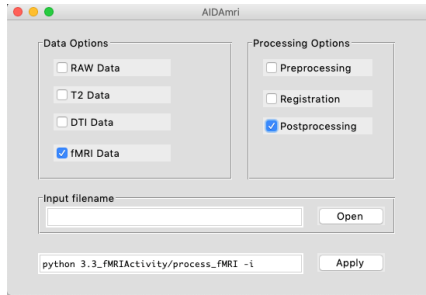 AIDAmri
Data Options
RAW Data
T2 Data
DTI Data
fMRI Data
Processing Options
Preprocessing
Registration
Postprocessing
Input filename
Open
python 3.3_fMRIActivity/process_fMRI -i
Apply